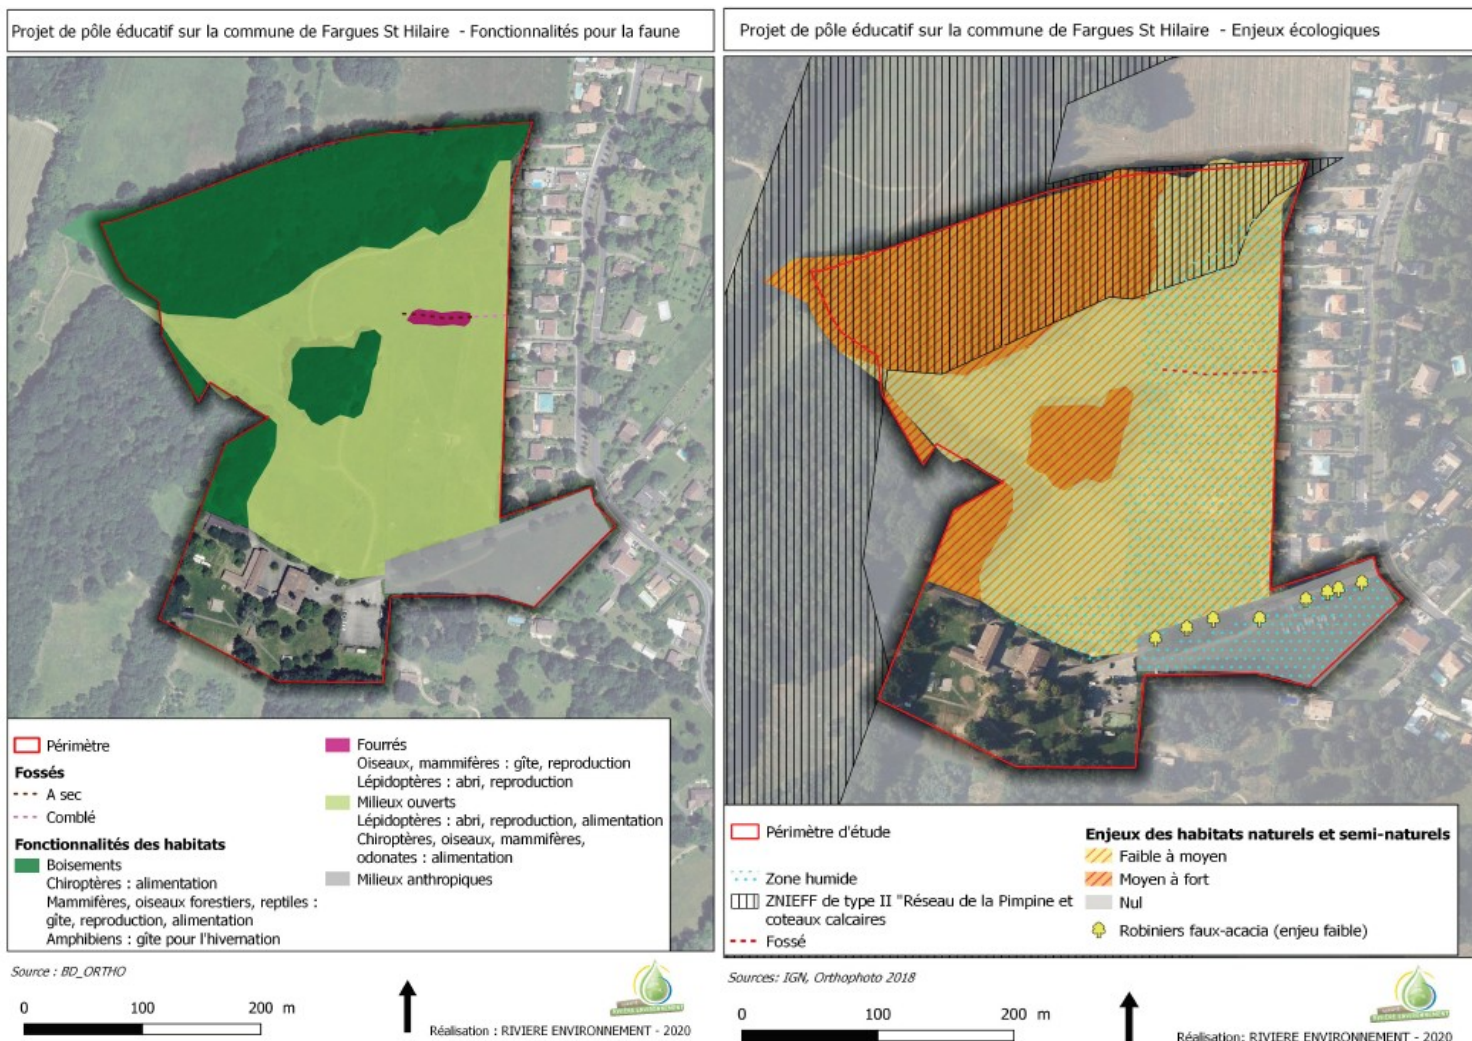 Projet de pôle éducatif sur la commune de Fargues St Hilaire - Fonctionnalités pour la faune
Périmètre
Fossés
A sec
Comblé
Fonctionnalités des habitats
Boisements
Chiroptères : alimentation
Mammifères, oiseaux forestiers, reptiles :
gîte, reproduction, alimentation
Amphibiens : gîte pour l'hivernation
Fourrés
Oiseaux, mammifères : gîte, reproduction
Lépidoptères : abri, reproduction
Milieux ouverts
Lépidoptères : abri, reproduction, alimentation
Chiroptères, oiseaux, mammifères,
odonates : alimentation
Milieux anthropiques
Source : BD_ORTHO
0 100 200 m
RIVIERE ENVIRONNEMENT
Réalisation : RIVIERE ENVIRONNEMENT - 2020
Projet de pôle éducatif sur la commune de Fargues St Hilaire - Enjeux écologiques
Périmètre d'étude
Zone humide
ZNIEFF de type II "Réseau de la Pimpine et
coteaux calcaires
Fossé
Enjeux des habitats naturels et semi-naturels
Faible à moyen
Moyen à fort
Nul
Robiniers faux-acacia (enjeu faible)
Sources: IGN, Orthophoto 2018
0 100 200 m
RIVIERE ENVIRONNEMENT
Réalisation: RIVIERE ENVIRONNEMENT - 2020